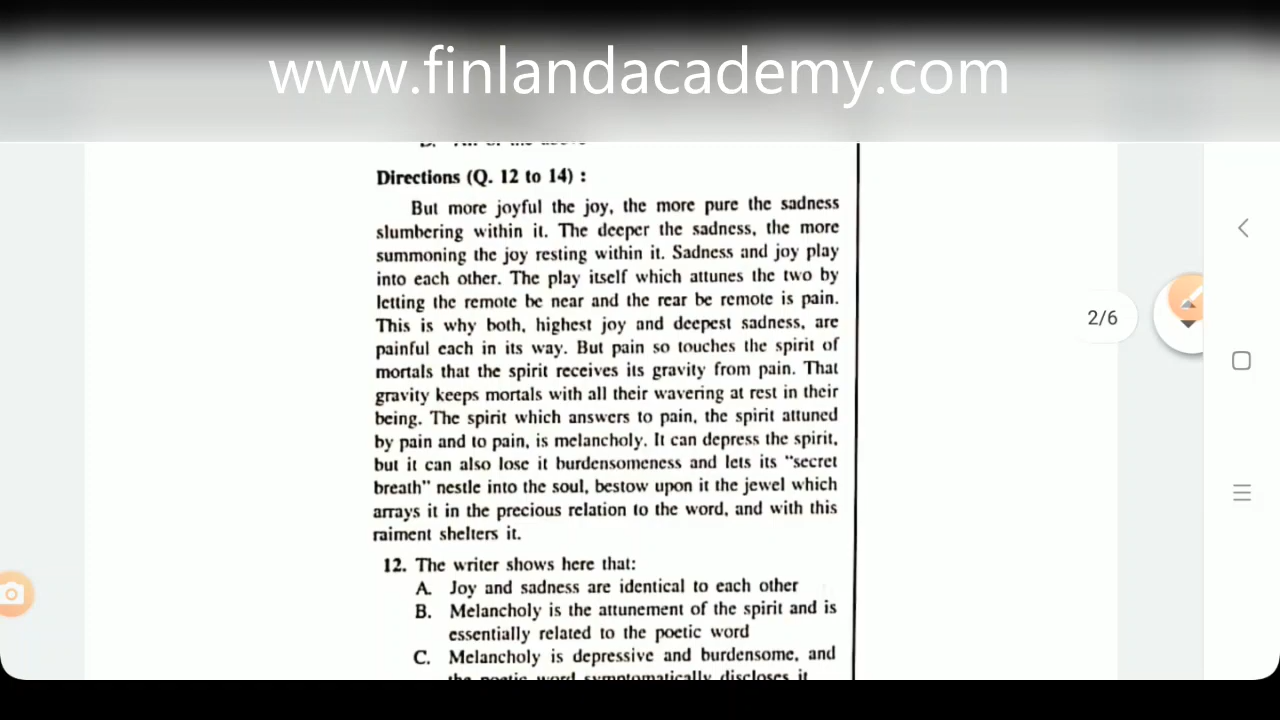 www.finlandacademy.com
Directions (Q. 12 to 14) :
But more joyful the joy, the more pure the sadness
slumbering within it. The deeper the sadness, the more
summoning the joy resting within it. Sadness and joy play
into each other. The play itself which attunes the two by
letting the remote be near and the rear be remote is pain.
This is why both, highest joy and deepest sadness, are
painful each in its way. But pain so touches the spirit of
mortals that the spirit receives its gravity from pain. That
gravity keeps mortals with all their wavering at rest in their
being. The spirit which answers to pain, the spirit attuned
by pain and to pain, is melancholy. It can depress the spirit,
but it can also lose it burdensomeness and lets its “secret
breath” nestle into the soul, bestow upon it the jewel which
arrays it in the precious relation to the word, and with this
raiment shelters it.
12. The writer shows here that:
A. Joy and sadness are identical to each other
B. Melancholy is the attunement of the spirit and is
essentially related to the poetic word
C. Melancholy is depressive and burdensome, and
the poetic word symptomatically discloses it
2/6